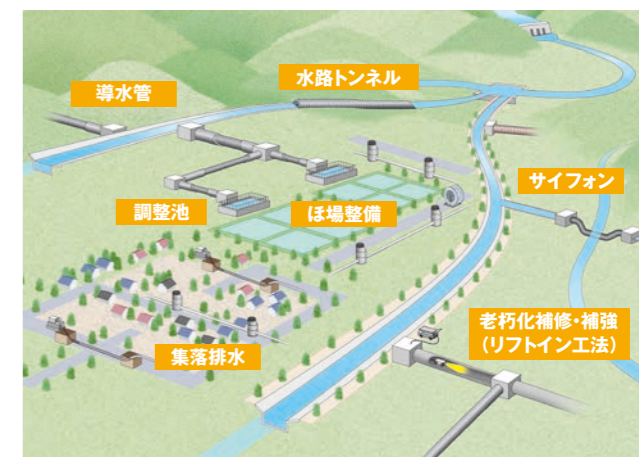 水路トンネル
導水管
サイフォン
調整池
ほ場整備
老朽化補修・補強
(リフトイン工法)
集落排水